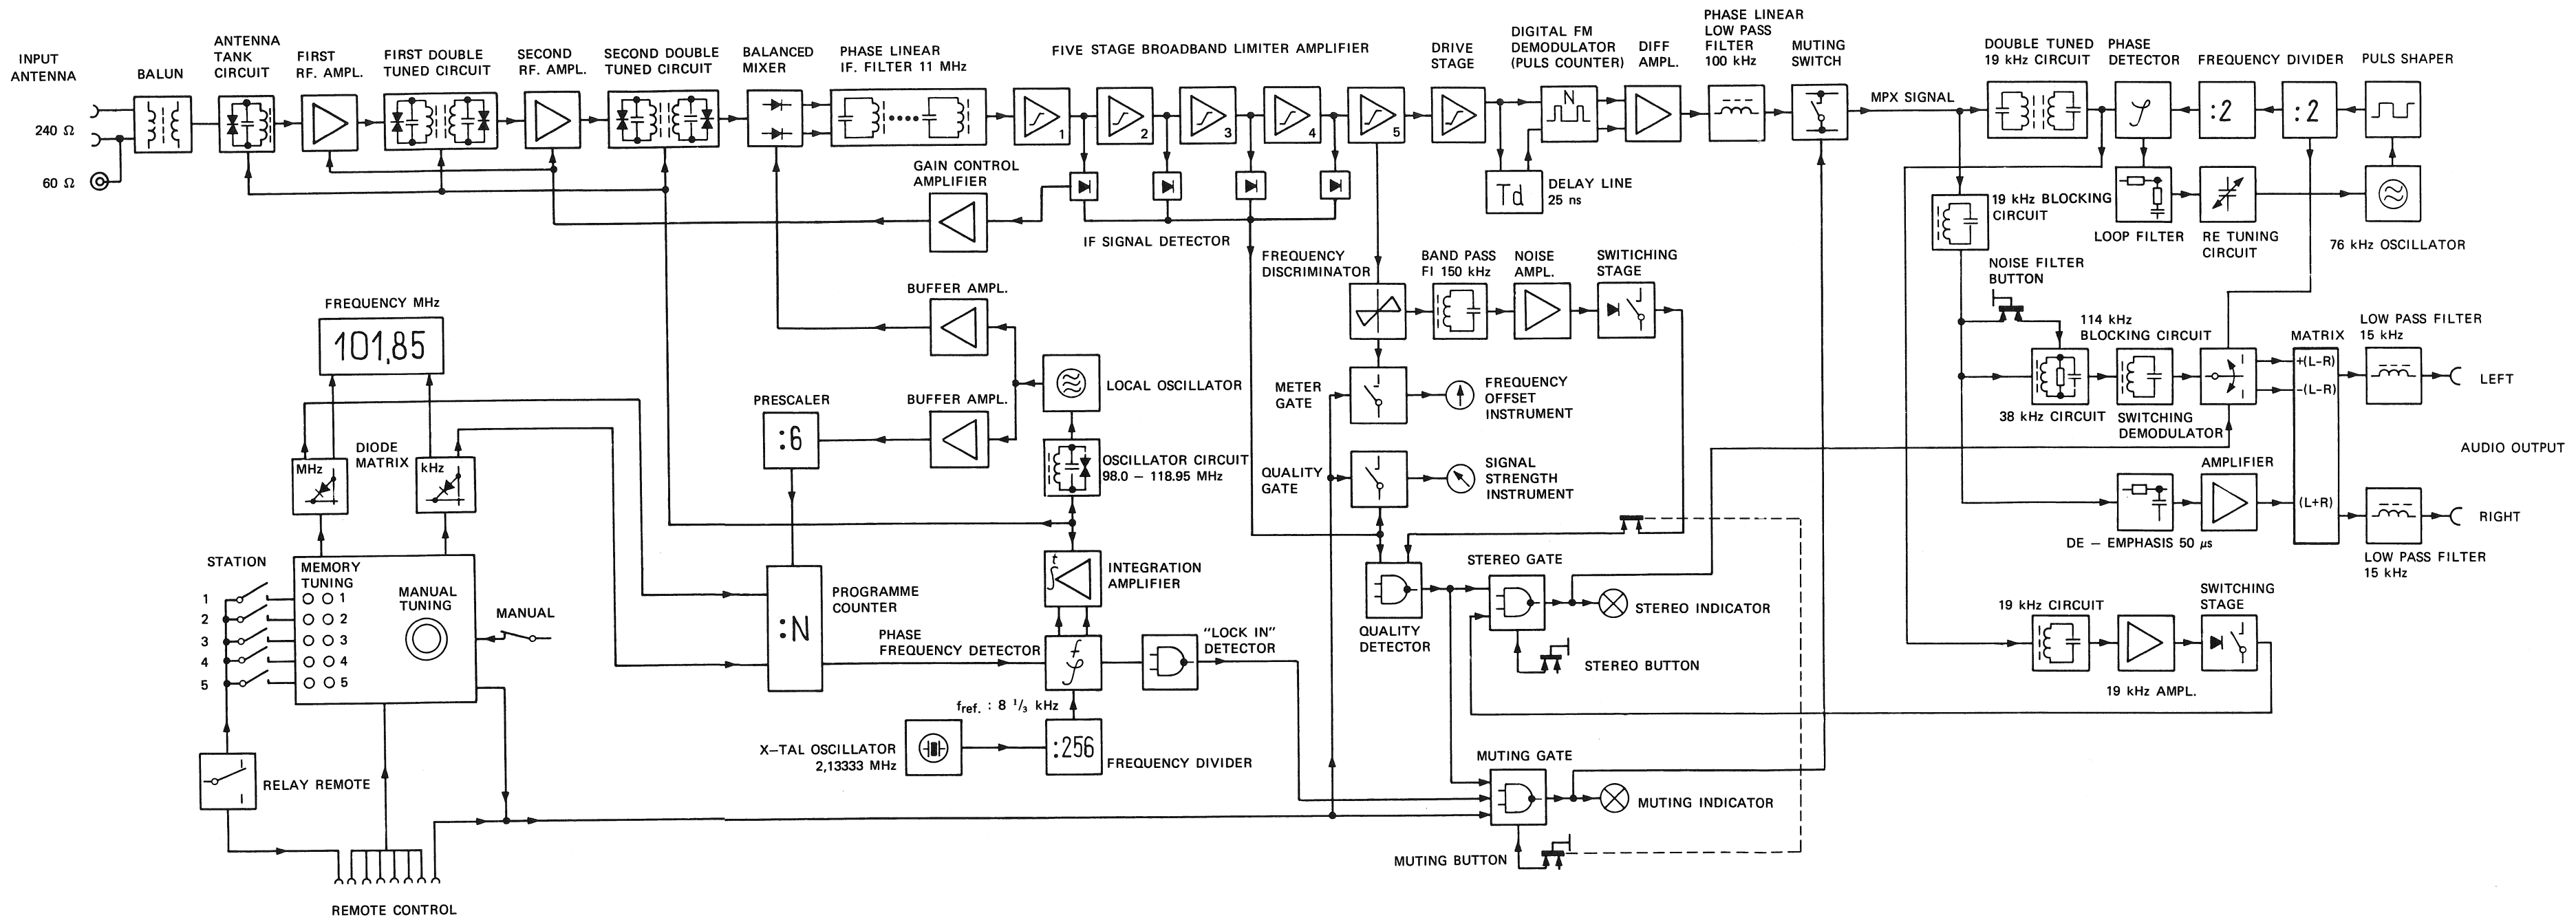 INPUT
ANTENNA
240 Ω
60 Ω
BALUN
ANTENNA
TANK
CIRCUIT
FIRST
RF. AMPL.
FIRST DOUBLE
TUNED CIRCUIT
SECOND
RF. AMPL.
SECOND DOUBLE
TUNED CIRCUIT
BALANCED
MIXER
PHASE LINEAR
IF. FILTER 11 MHz
FIVE STAGE BROADBAND LIMITER AMPLIFIER
1
2
3
4
5
DRIVE
STAGE
DIGITAL FM
DEMODULATOR
(PULS COUNTER)
N
DIFF
AMPL.
PHASE LINEAR
LOW PASS
FILTER
100 kHz
MUTING
SWITCH
MPX SIGNAL
DOUBLE TUNED
19 kHz CIRCUIT
PHASE
DETECTOR
φ
FREQUENCY DIVIDER
:2
:2
PULS SHAPER
GAIN CONTROL
AMPLIFIER
IF SIGNAL DETECTOR
Td
DELAY LINE
25 ns
19 kHz BLOCKING
CIRCUIT
LOOP FILTER
RE TUNING
CIRCUIT
76 kHz OSCILLATOR
FREQUENCY
DISCRIMINATOR
BAND PASS
FI 150 kHz
NOISE
AMPL.
SWITICHING
STAGE
NOISE FILTER
BUTTON
BUFFER AMPL.
FREQUENCY MHz
101,85
114 kHz
BLOCKING CIRCUIT
MATRIX
LOW PASS FILTER
15 kHz
+(L-R)
-(L-R)
LEFT
38 kHz CIRCUIT
SWITCHING
DEMODULATOR
METER
GATE
FREQUENCY
OFFSET
INSTRUMENT
LOCAL OSCILLATOR
PRESCALER
:6
BUFFER AMPL.
DIODE
MATRIX
MHz
kHz
OSCILLATOR CIRCUIT
98.0 – 118.95 MHz
QUALITY
GATE
SIGNAL
STRENGTH
INSTRUMENT
AUDIO OUTPUT
AMPLIFIER
(L+R)
RIGHT
DE – EMPHASIS 50 µs
LOW PASS FILTER
15 kHz
STATION
1
2
3
4
5
MEMORY
TUNING
1
2
3
4
5
MANUAL
TUNING
MANUAL
:N
PROGRAMME
COUNTER
t
INTEGRATION
AMPLIFIER
PHASE
FREQUENCY DETECTOR
f
φ
"LOCK IN"
DETECTOR
QUALITY
DETECTOR
STEREO GATE
STEREO INDICATOR
STEREO BUTTON
19 kHz CIRCUIT
SWITCHING
STAGE
19 kHz AMPL.
fref. : 8 1/3 kHz
X–TAL OSCILLATOR
2,13333 MHz
:256
FREQUENCY DIVIDER
RELAY REMOTE
MUTING GATE
MUTING INDICATOR
MUTING BUTTON
REMOTE CONTROL